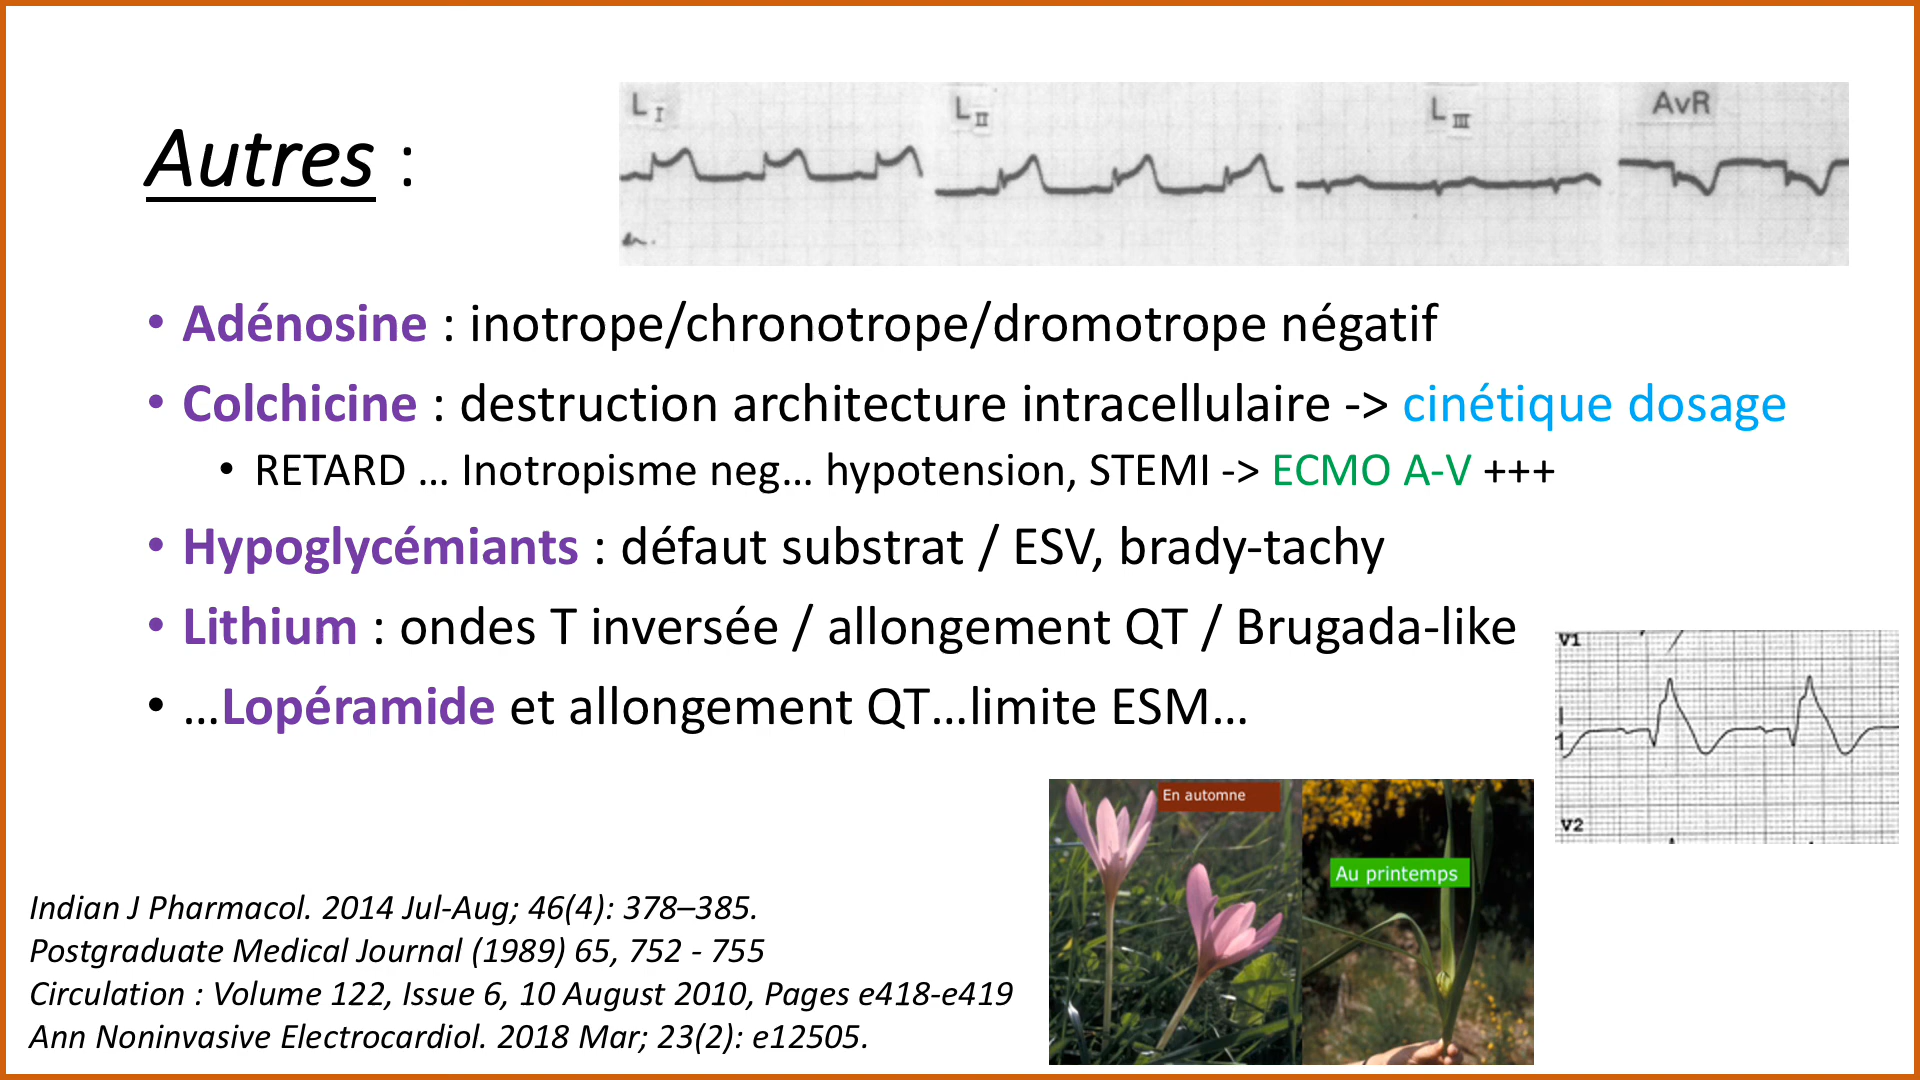 Autres :
L I
L II
L III
AvR
• Adénosine : inotrope/chronotrope/dromotrope négatif
• Colchicine : destruction architecture intracellulaire -> cinétique dosage
• RETARD ... Inotropisme neg... hypotension, STEMI -> ECMO A-V +++
• Hypoglycémiants : défaut substrat / ESV, brady-tachy
• Lithium : ondes T inversée / allongement QT / Brugada-like
• ...Lopéramide et allongement QT...limite ESM...
V1
V2
En automne
Au printemps
Indian J Pharmacol. 2014 Jul-Aug; 46(4): 378–385.
Postgraduate Medical Journal (1989) 65, 752 - 755
Circulation : Volume 122, Issue 6, 10 August 2010, Pages e418-e419
Ann Noninvasive Electrocardiol. 2018 Mar; 23(2): e12505.